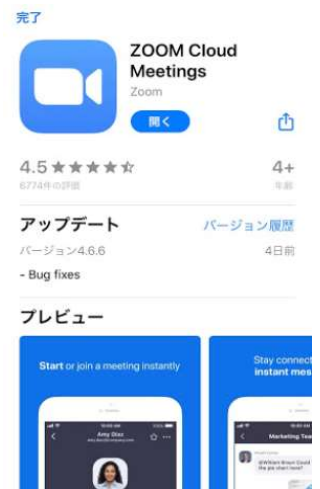 完了
ZOOM Cloud
Meetings
Zoom
開く
4.5★★★★⯪
4+
6774件の評価
年齢
アップデート
バージョン履歴
バージョン4.6.6
4日前
- Bug fixes
プレビュー
Start or join a meeting instantly
Stay connect
instant mes
Amy Diaz
Marketing Tea